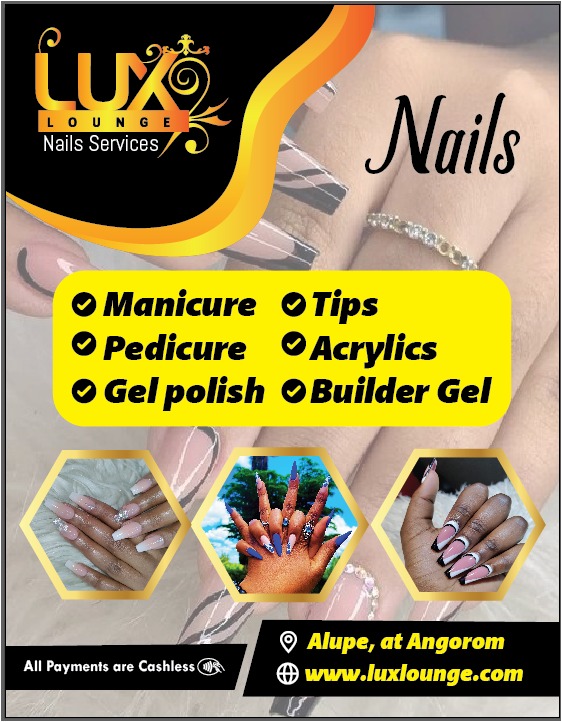 LUX
LOUNGE
Nails Services
Nails
Manicure
Tips
Pedicure
Acrylics
Gel polish
Builder Gel
Alupe, at Angorom
All Payments are Cashless
www.luxlounge.com